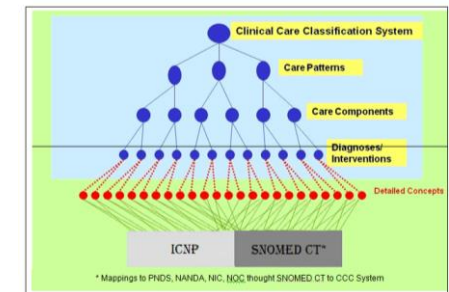 Clinical Care Classification System
Care Patterns
Care Components
Diagnoses/
Interventions
Detailed Concepts
ICNP
SNOMED CT*
* Mappings to PNDS, NANDA, NIC, NOC thought SNOMED CT to CCC System